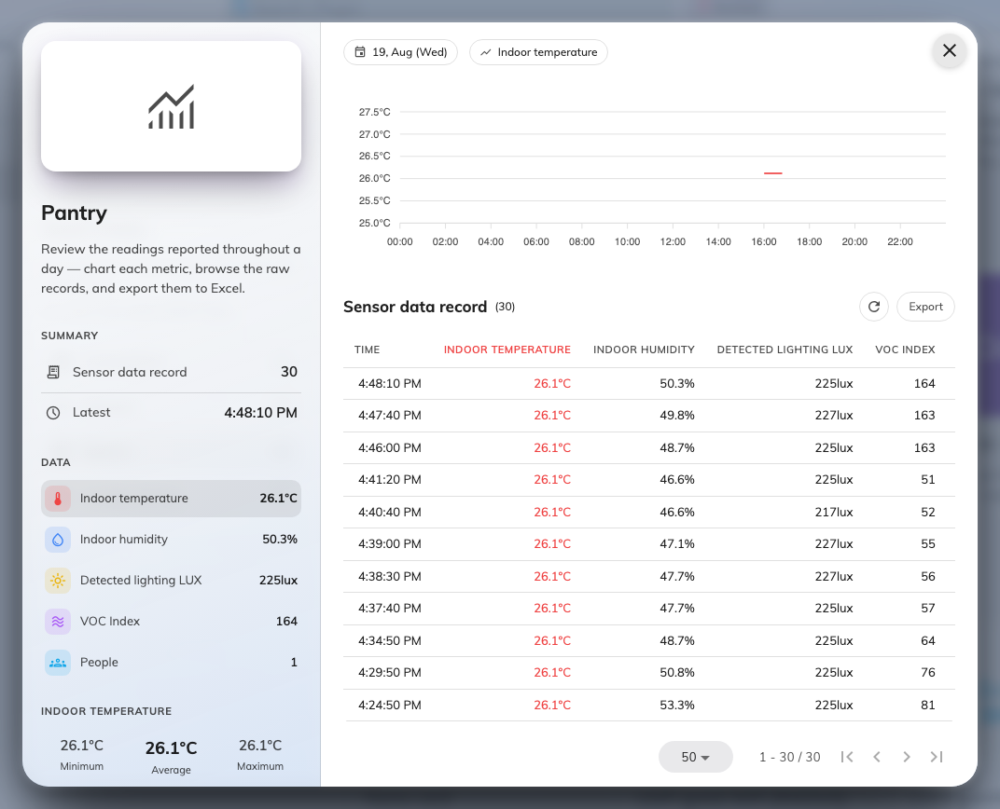 Pantry
Review the readings reported throughout a
day — chart each metric, browse the raw
records, and export them to Excel.
SUMMARY
Sensor data record 30
Latest 4:48:10 PM
DATA
Indoor temperature 26.1°C
Indoor humidity 50.3%
Detected lighting LUX 225lux
VOC Index 164
People 1
INDOOR TEMPERATURE
26.1°C 26.1°C 26.1°C
Minimum Average Maximum
19, Aug (Wed) Indoor temperature
27.5°C
27.0°C
26.5°C
26.0°C
25.5°C
25.0°C
00:00 02:00 04:00 06:00 08:00 10:00 12:00 14:00 16:00 18:00 20:00 22:00
Sensor data record (30) Export
TIME INDOOR TEMPERATURE INDOOR HUMIDITY DETECTED LIGHTING LUX VOC INDEX
4:48:10 PM 26.1°C 50.3% 225lux 164
4:47:40 PM 26.1°C 49.8% 227lux 163
4:46:00 PM 26.1°C 48.7% 225lux 163
4:41:20 PM 26.1°C 46.6% 225lux 51
4:40:40 PM 26.1°C 46.6% 217lux 52
4:39:00 PM 26.1°C 47.1% 227lux 55
4:38:30 PM 26.1°C 47.7% 227lux 56
4:37:40 PM 26.1°C 47.7% 225lux 57
4:34:50 PM 26.1°C 48.7% 225lux 64
4:29:50 PM 26.1°C 50.8% 225lux 76
4:24:50 PM 26.1°C 53.3% 225lux 81
50 1 - 30 / 30